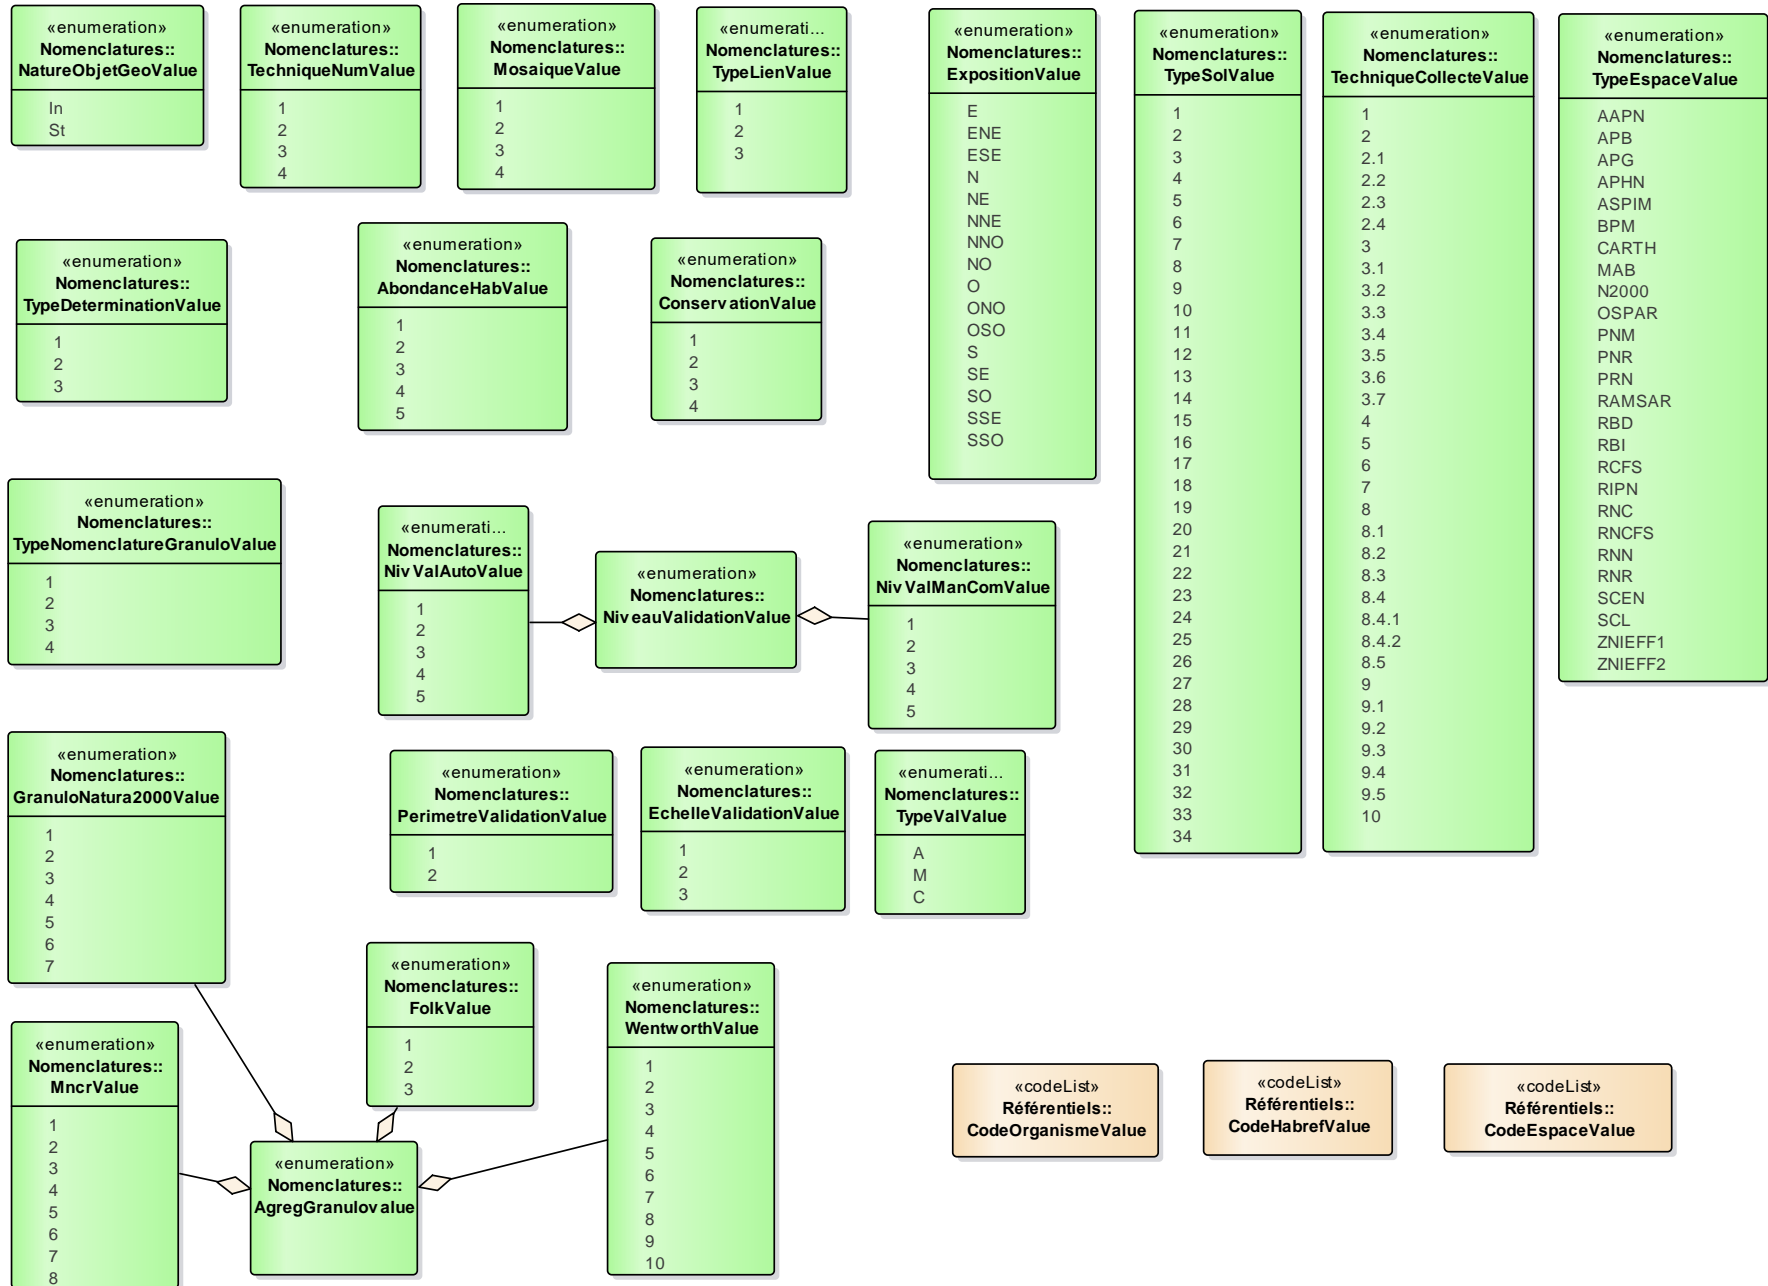 «enumeration»
Nomenclatures::
NatureObjetGeoValue
In
St
«enumeration»
Nomenclatures::
TechniqueNumValue
1
2
3
4
«enumeration»
Nomenclatures::
MosaiqueValue
1
2
3
4
«enumerati...
Nomenclatures::
TypeLienValue
1
2
3
«enumeration»
Nomenclatures::
ExpositionValue
E
ENE
ESE
N
NE
NNE
NNO
NO
O
ONO
OSO
S
SE
SO
SSE
SSO
«enumeration»
Nomenclatures::
TypeSolValue
1
2
3
4
5
6
7
8
9
10
11
12
13
14
15
16
17
18
19
20
21
22
23
24
25
26
27
28
29
30
31
32
33
34
«enumeration»
Nomenclatures::
TechniqueCollecteValue
1
2
2.1
2.2
2.3
2.4
3
3.1
3.2
3.3
3.4
3.5
3.6
3.7
4
5
6
7
8
8.1
8.2
8.3
8.4
8.4.1
8.4.2
8.5
9
9.1
9.2
9.3
9.4
9.5
10
«enumeration»
Nomenclatures::
TypeEspaceValue
AAPN
APB
APG
APHN
ASPIM
BPM
CARTH
MAB
N2000
OSPAR
PNM
PNR
PRN
RAMSAR
RBD
RBI
RCFS
RIPN
RNC
RNCFS
RNN
RNR
SCEN
SCL
ZNIEFF1
ZNIEFF2
«enumeration»
Nomenclatures::
TypeDeterminationValue
1
2
3
«enumeration»
Nomenclatures::
AbondanceHabValue
1
2
3
4
5
«enumeration»
Nomenclatures::
ConservationValue
1
2
3
4
«enumeration»
Nomenclatures::
TypeNomenclatureGranuloValue
1
2
3
4
«enumerati...
Nomenclatures::
NivValAutoValue
1
2
3
4
5
«enumeration»
Nomenclatures::
NiveauValidationValue
«enumeration»
Nomenclatures::
NivValManComValue
1
2
3
4
5
«enumeration»
Nomenclatures::
GranuloNatura2000Value
1
2
3
4
5
6
7
«enumeration»
Nomenclatures::
PerimetreValidationValue
1
2
«enumeration»
Nomenclatures::
EchelleValidationValue
1
2
3
«enumerati...
Nomenclatures::
TypeValValue
A
M
C
«enumeration»
Nomenclatures::
FolkValue
1
2
3
«enumeration»
Nomenclatures::
WentworthValue
1
2
3
4
5
6
7
8
9
10
«enumeration»
Nomenclatures::
MncrValue
1
2
3
4
5
6
7
8
«enumeration»
Nomenclatures::
AgregGranulovalue
«codeList»
Référentiels::
CodeOrganismeValue
«codeList»
Référentiels::
CodeHabrefValue
«codeList»
Référentiels::
CodeEspaceValue